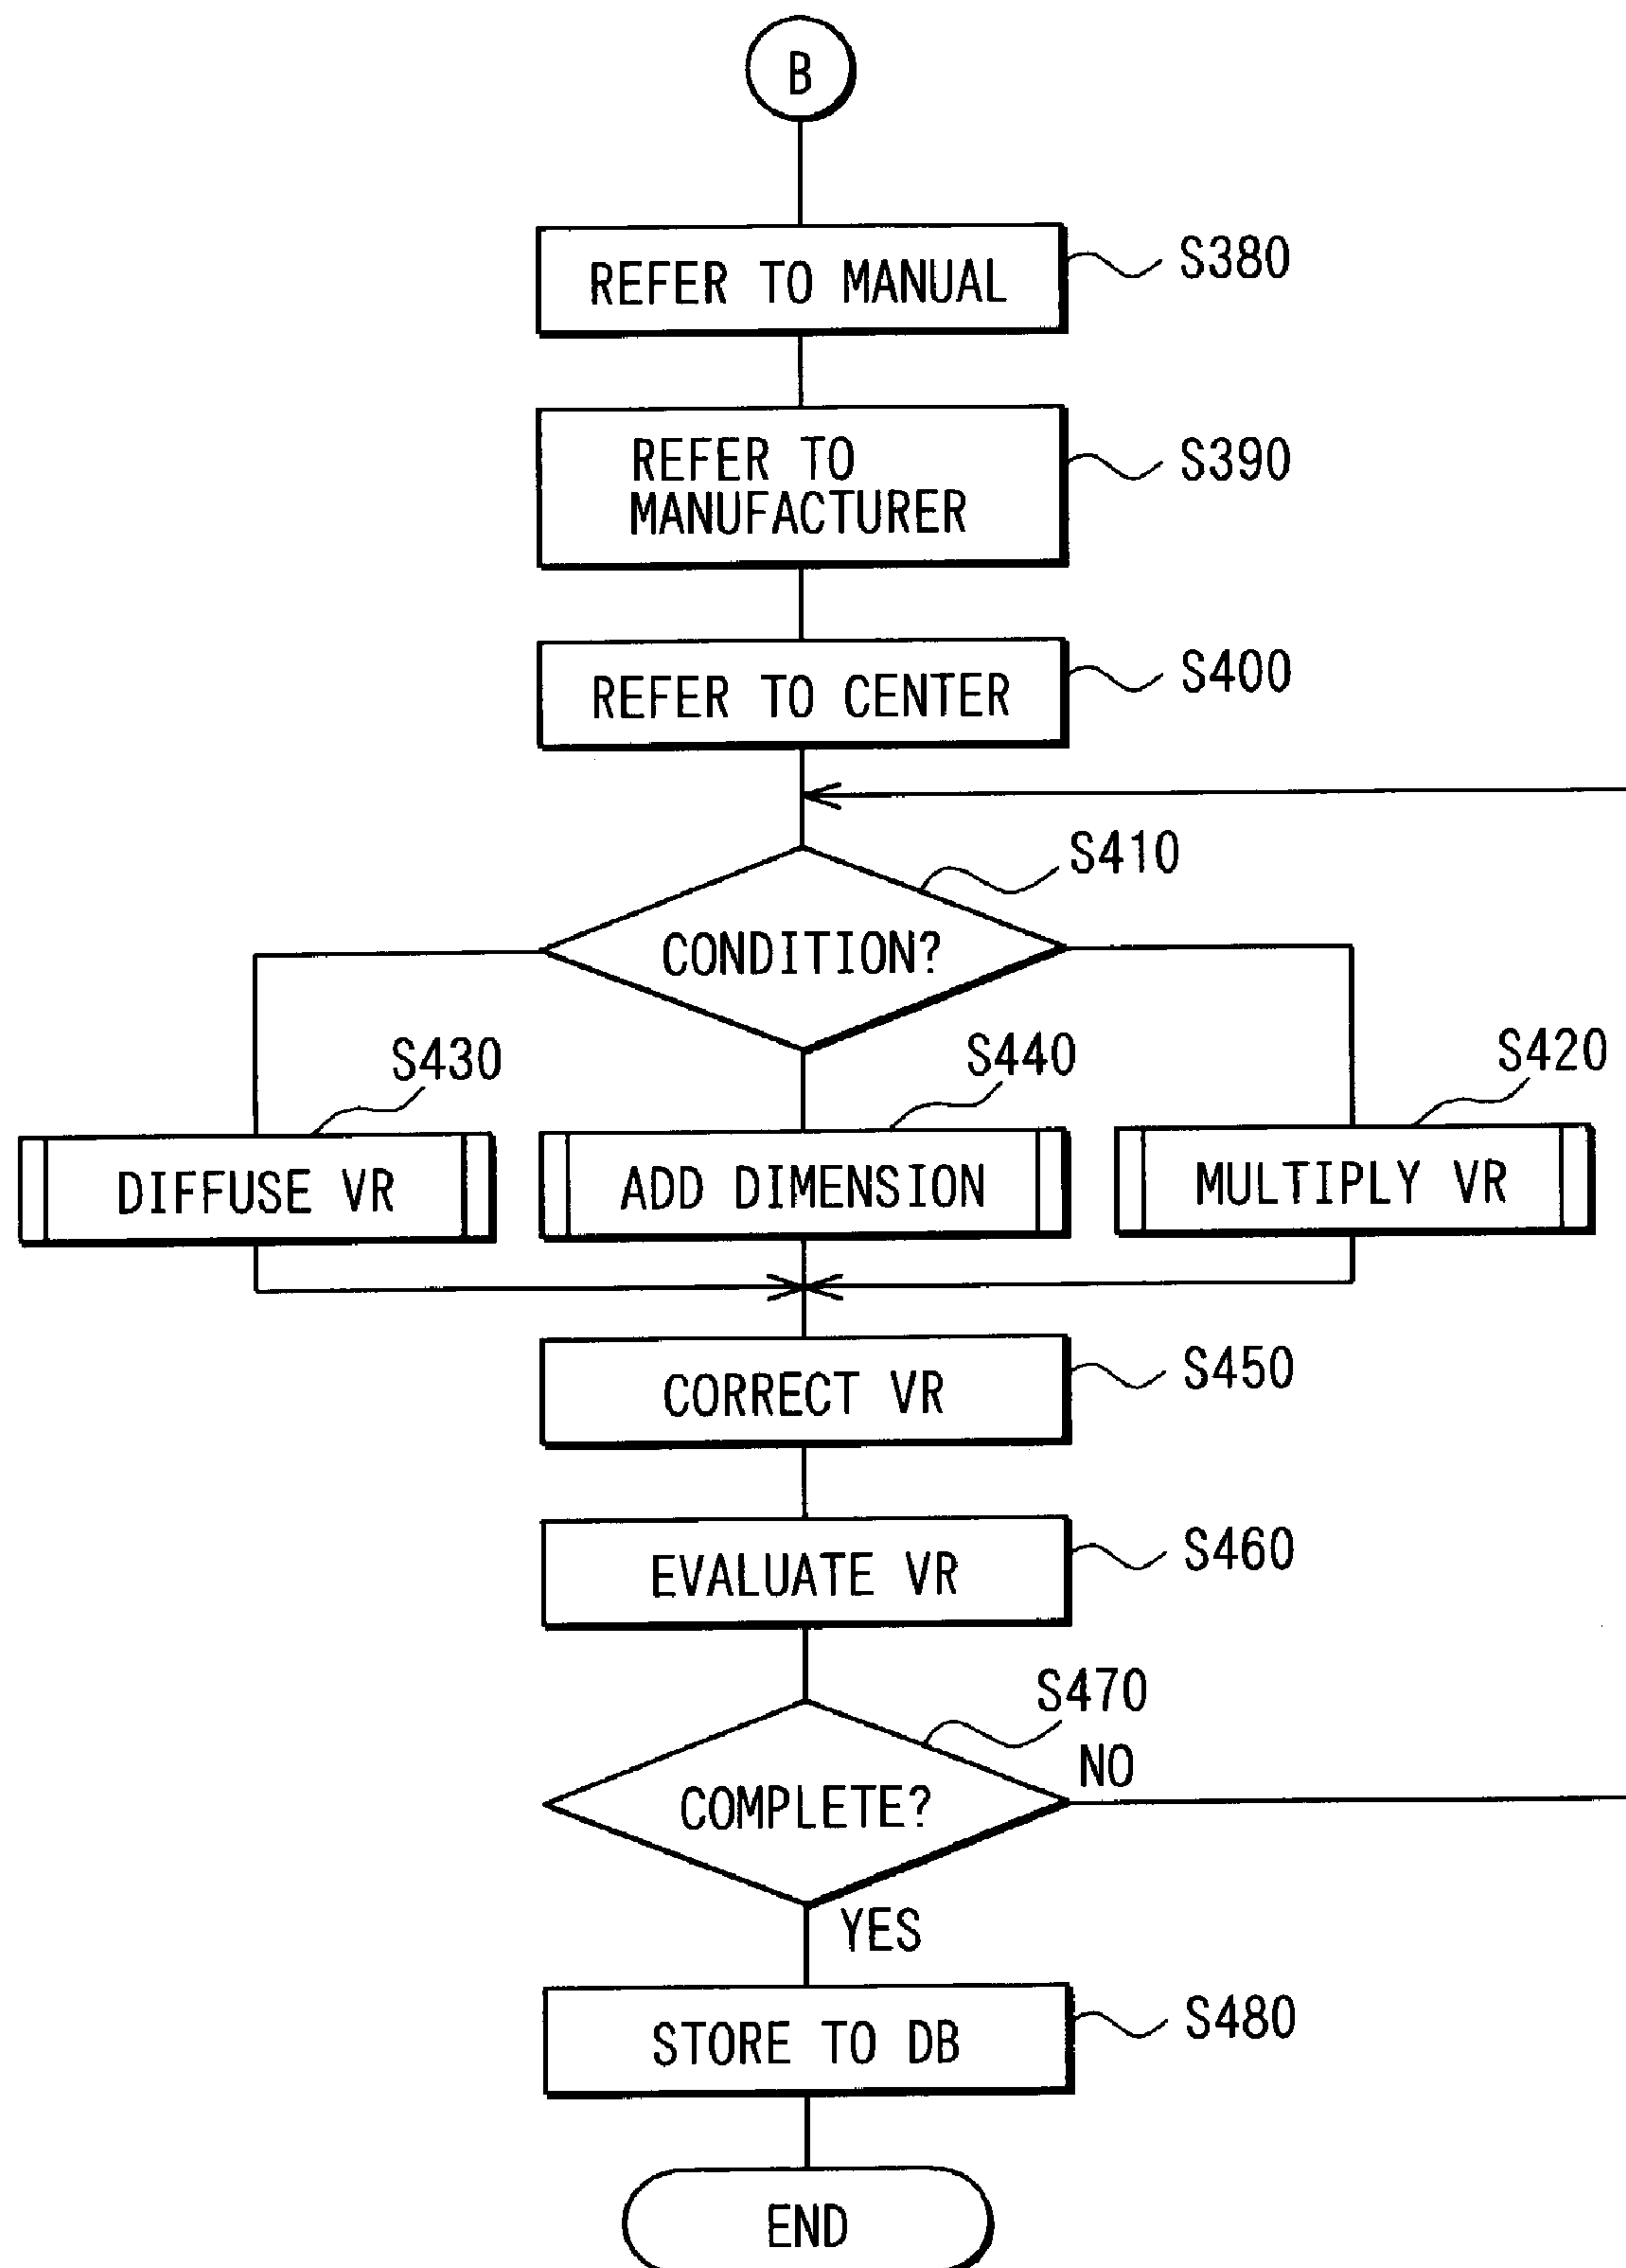 B
REFER TO MANUAL
S380
REFER TO
MANUFACTURER
S390
REFER TO CENTER
S400
S410
CONDITION?
S430
S440
S420
DIFFUSE VR
ADD DIMENSION
MULTIPLY VR
CORRECT VR
S450
EVALUATE VR
S460
S470
NO
COMPLETE?
YES
STORE TO DB
S480
END